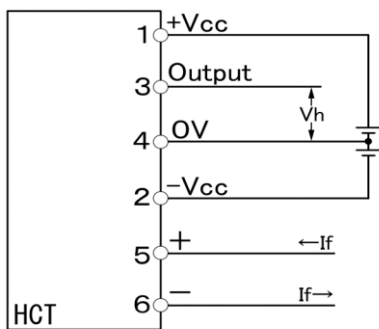 1 +Vcc
3 Output
Vh
4 0V
2 −Vcc
5 + ←If
6 − If→
HCT